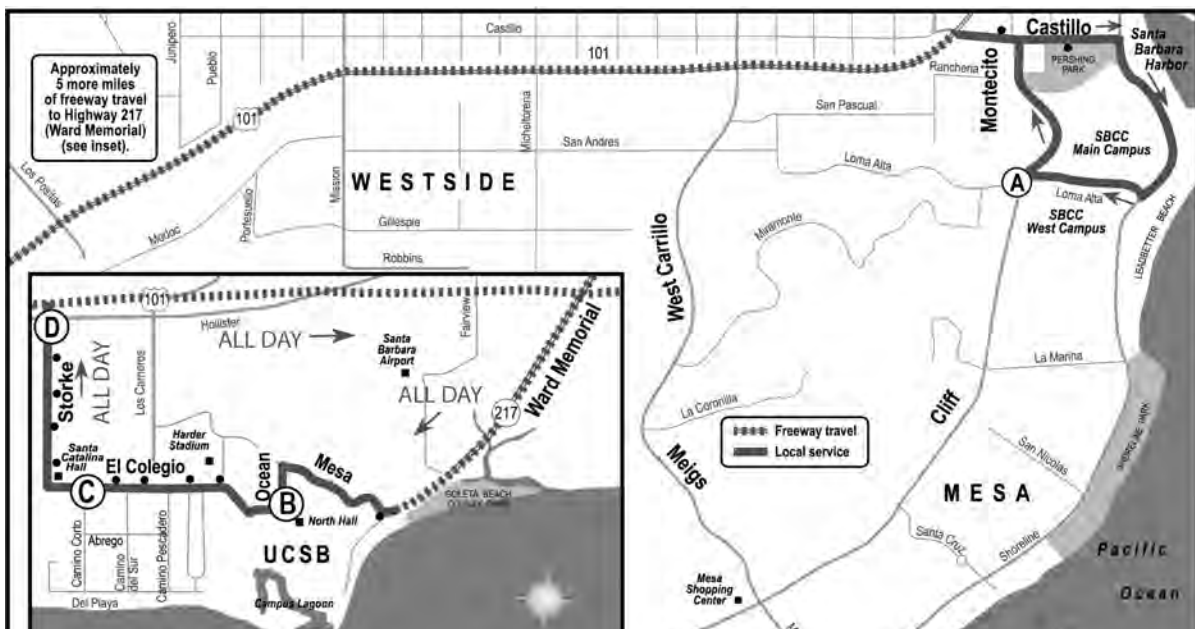 Approximately
5 more miles
of freeway travel
to Highway 217
(Ward Memorial)
(see inset).
Junipero
Pueblo
Castillo
101
Castillo
Santa
Barbara
Harbor
PERSHING
PARK
Rancheria
Montecito
101
Micheltorena
San Pascual
San Andres
SBCC
Main Campus
Los Positas
WESTSIDE
Mission
Loma Alta
A
Loma Alta
SBCC
West Campus
LEADBETTER BEACH
Modoc
Portesuello
Gillespie
Robbins
Miramonte
West Carrillo
La Marina
La Coronilla
Cliff
Freeway travel
Local service
Meigs
San Nicolas
SHORELINE PARK
MESA
Santa Cruz
Shoreline
Mesa
Shopping
Center
Pacific
Ocean
101
D
Hollister
ALL DAY
Fairview
Ward Memorial
Storke
ALL DAY
Los Carneros
Santa
Barbara
Airport
ALL DAY
217
Harder
Stadium
Santa
Catalina
Hall
El Colegio
Ocean
Mesa
C
B
North Hall
GOLETA BEACH
COUNTY PARK
UCSB
Camino Corto
Abrego
Camino
del Sur
Camino Pescadero
Campus Lagoon
Del Playa